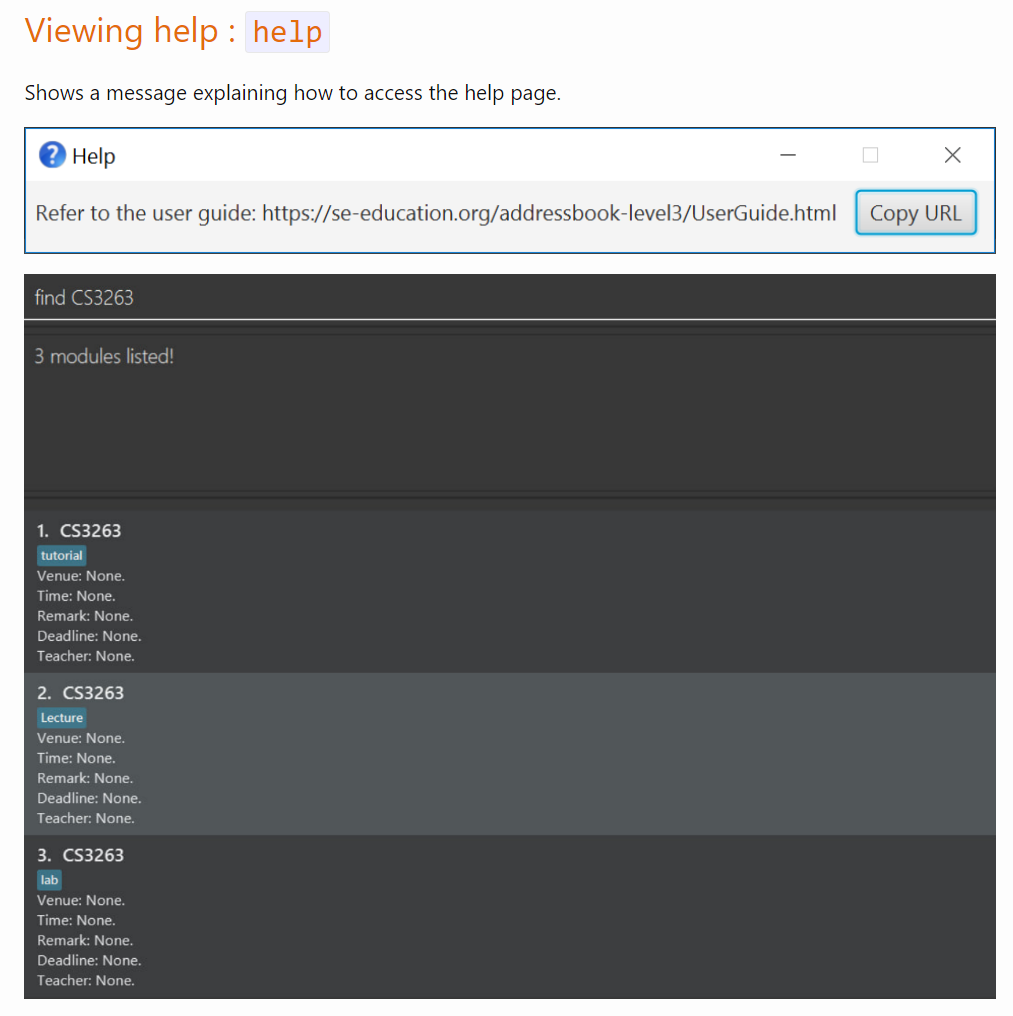 Viewing help : help
Shows a message explaining how to access the help page.
Help
Refer to the user guide: https://se-education.org/addressbook-level3/UserGuide.html Copy URL
find CS3263
3 modules listed!
1. CS3263
tutorial
Venue: None.
Time: None.
Remark: None.
Deadline: None.
Teacher: None.
2. CS3263
Lecture
Venue: None.
Time: None.
Remark: None.
Deadline: None.
Teacher: None.
3. CS3263
lab
Venue: None.
Time: None.
Remark: None.
Deadline: None.
Teacher: None.